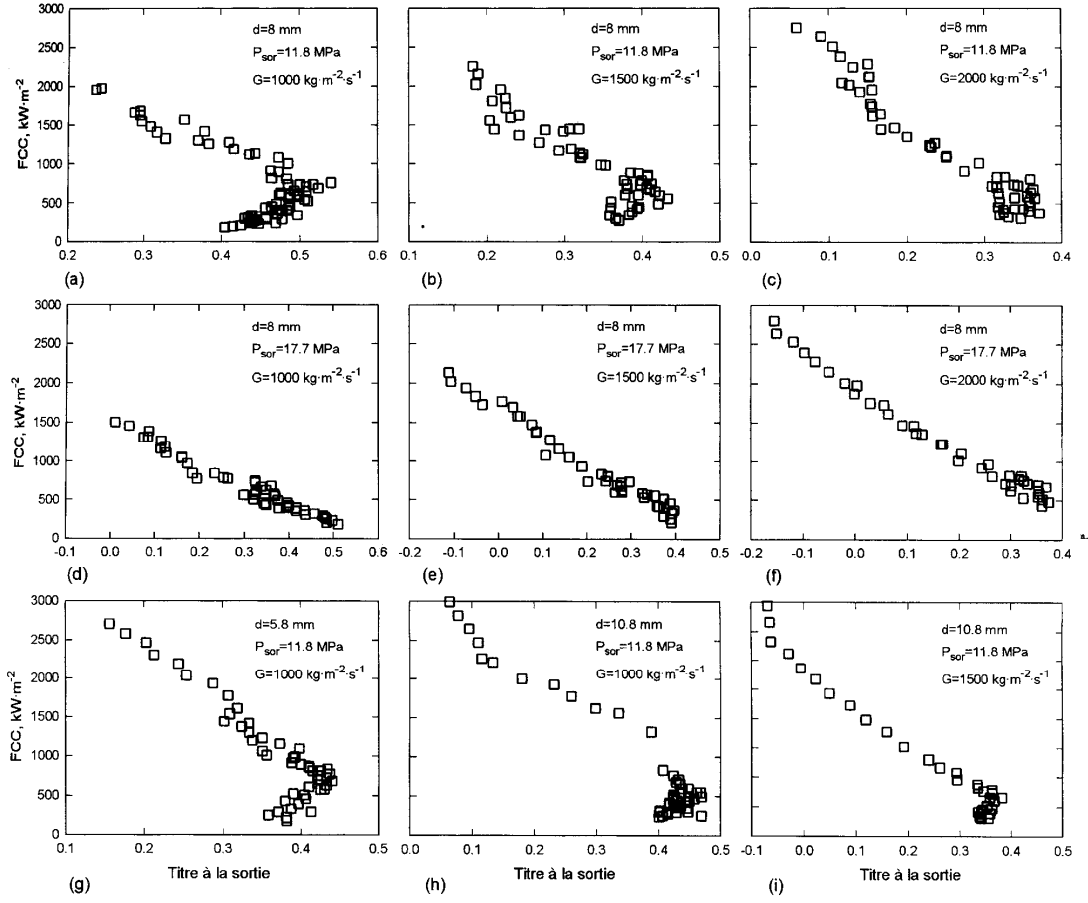 3000
2500
2000
1500
1000
500
0
FCC, kW·m⁻²
d=8 mm
P_sor=11.8 MPa
G=1000 kg·m⁻²·s⁻¹
0.2 0.3 0.4 0.5 0.6
(a)
d=8 mm
P_sor=11.8 MPa
G=1500 kg·m⁻²·s⁻¹
0.1 0.2 0.3 0.4 0.5
(b)
d=8 mm
P_sor=11.8 MPa
G=2000 kg·m⁻²·s⁻¹
0.0 0.1 0.2 0.3 0.4
(c)
3000
2500
2000
1500
1000
500
0
FCC, kW·m⁻²
d=8 mm
P_sor=17.7 MPa
G=1000 kg·m⁻²·s⁻¹
-0.1 0.0 0.1 0.2 0.3 0.4 0.5 0.6
(d)
d=8 mm
P_sor=17.7 MPa
G=1500 kg·m⁻²·s⁻¹
-0.2 -0.1 0.0 0.1 0.2 0.3 0.4 0.5
(e)
d=8 mm
P_sor=17.7 MPa
G=2000 kg·m⁻²·s⁻¹
-0.2 -0.1 0.0 0.1 0.2 0.3 0.4
(f)
3000
2500
2000
1500
1000
500
0
FCC, kW·m⁻²
d=5.8 mm
P_sor=11.8 MPa
G=1000 kg·m⁻²·s⁻¹
0.1 0.2 0.3 0.4 0.5
Titre à la sortie
(g)
d=10.8 mm
P_sor=11.8 MPa
G=1000 kg·m⁻²·s⁻¹
0.0 0.1 0.2 0.3 0.4 0.5
Titre à la sortie
(h)
d=10.8 mm
P_sor=11.8 MPa
G=1500 kg·m⁻²·s⁻¹
-0.1 0.0 0.1 0.2 0.3 0.4 0.5
Titre à la sortie
(i)